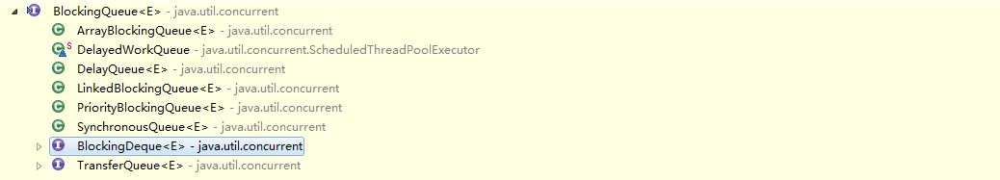 BlockingQueue<E> - java.util.concurrent
ArrayBlockingQueue<E> - java.util.concurrent
S DelayedWorkQueue - java.util.concurrent.ScheduledThreadPoolExecutor
DelayQueue<E> - java.util.concurrent
LinkedBlockingQueue<E> - java.util.concurrent
PriorityBlockingQueue<E> - java.util.concurrent
SynchronousQueue<E> - java.util.concurrent
BlockingDeque<E> - java.util.concurrent
TransferQueue<E> - java.util.concurrent